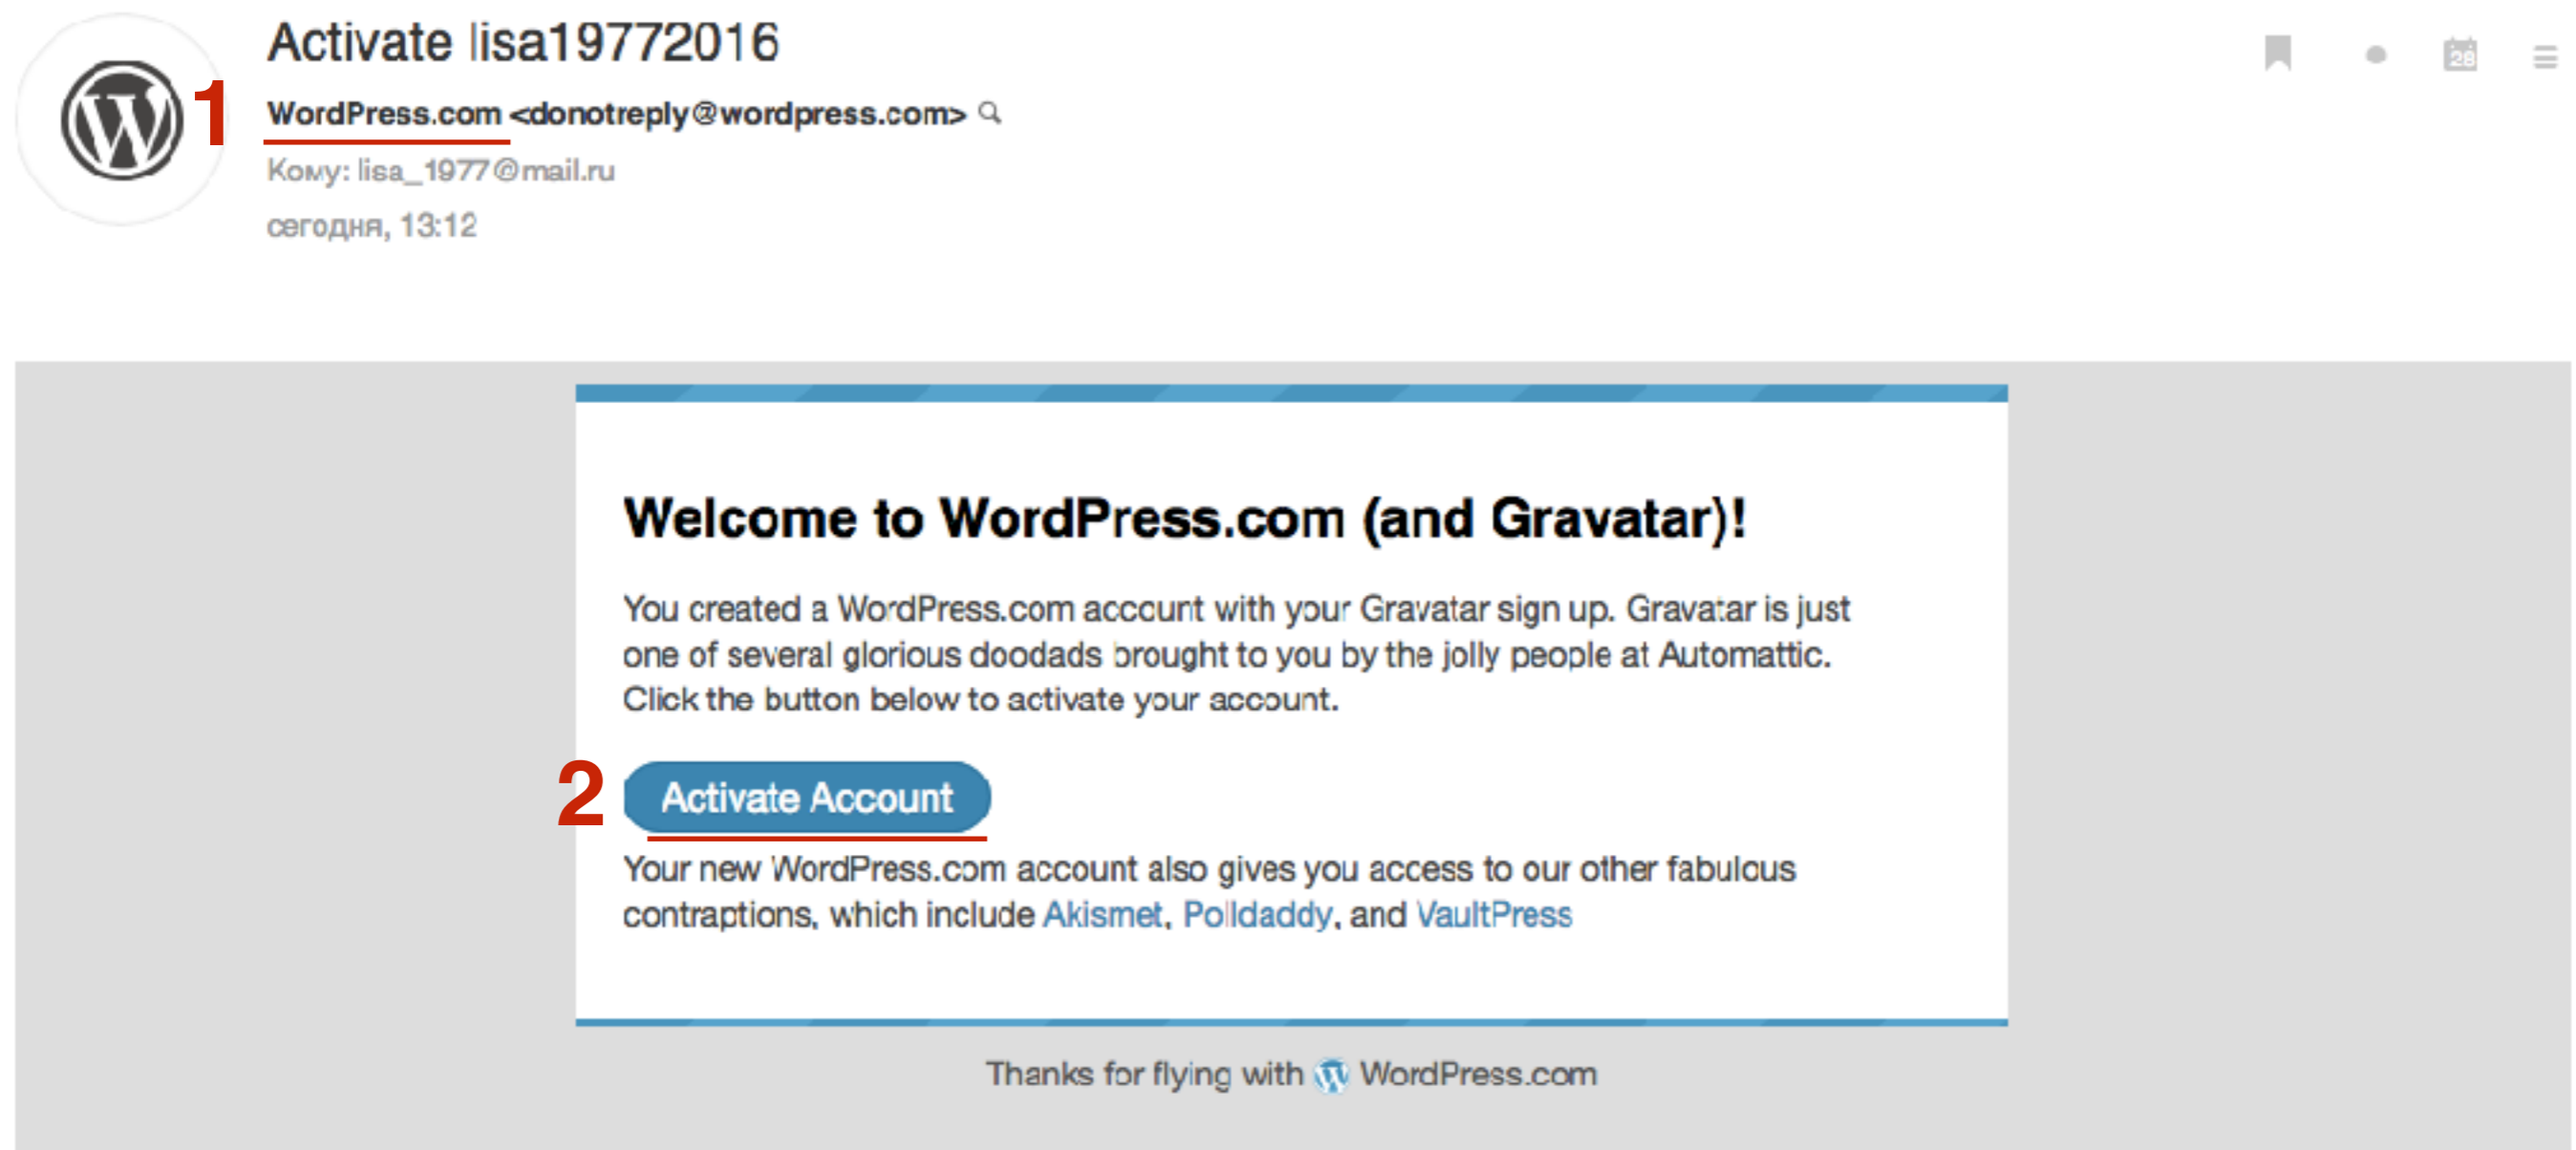 Activate lisa19772016
1
WordPress.com <donotreply@wordpress.com>
Кому: lisa_1977@mail.ru
сегодня, 13:12
28
Welcome to WordPress.com (and Gravatar)!
You created a WordPress.com account with your Gravatar sign up. Gravatar is just
one of several glorious doodads brought to you by the jolly people at Automattic.
Click the button below to activate your account.
2 Activate Account
Your new WordPress.com account also gives you access to our other fabulous
contraptions, which include Akismet, Polldaddy, and VaultPress
Thanks for flying with WordPress.com